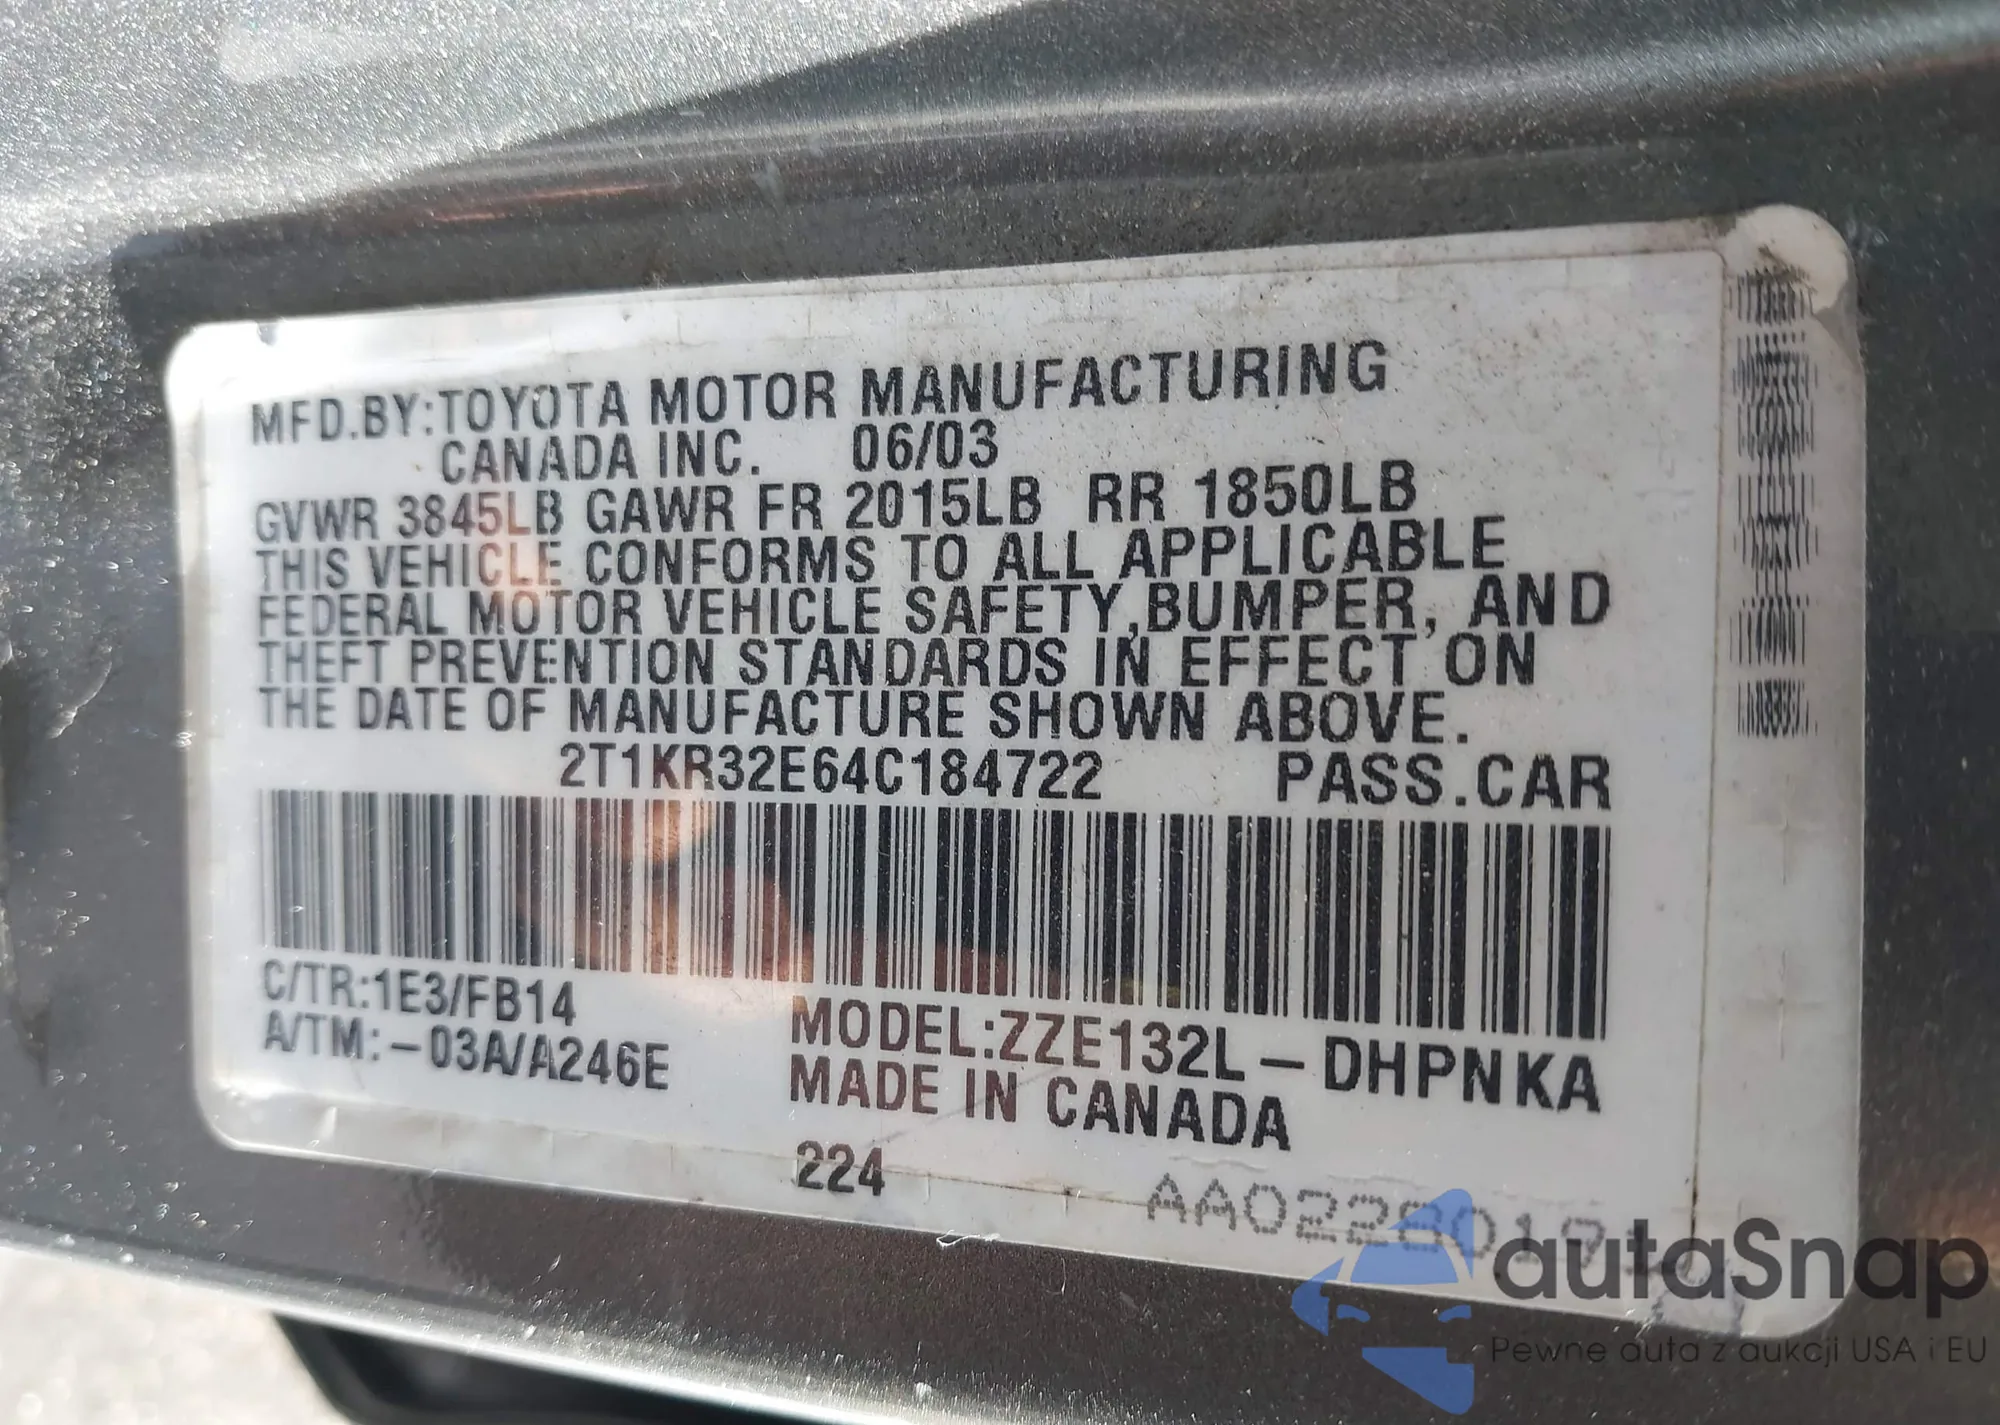 MFD.BY:TOYOTA MOTOR MANUFACTURING
CANADA INC. 06/03
GVWR 3845LB GAWR FR 2015LB RR 1850LB
THIS VEHICLE CONFORMS TO ALL APPLICABLE
FEDERAL MOTOR VEHICLE SAFETY,BUMPER, AND
THEFT PREVENTION STANDARDS IN EFFECT ON
THE DATE OF MANUFACTURE SHOWN ABOVE.
2T1KR32E64C184722 PASS.CAR
C/TR:1E3/FB14
A/TM:-03A/A246E
MODEL:ZZE132L-DHPNKA
MADE IN CANADA
224
autaSnap
Pewne auta z aukcji USA i EU